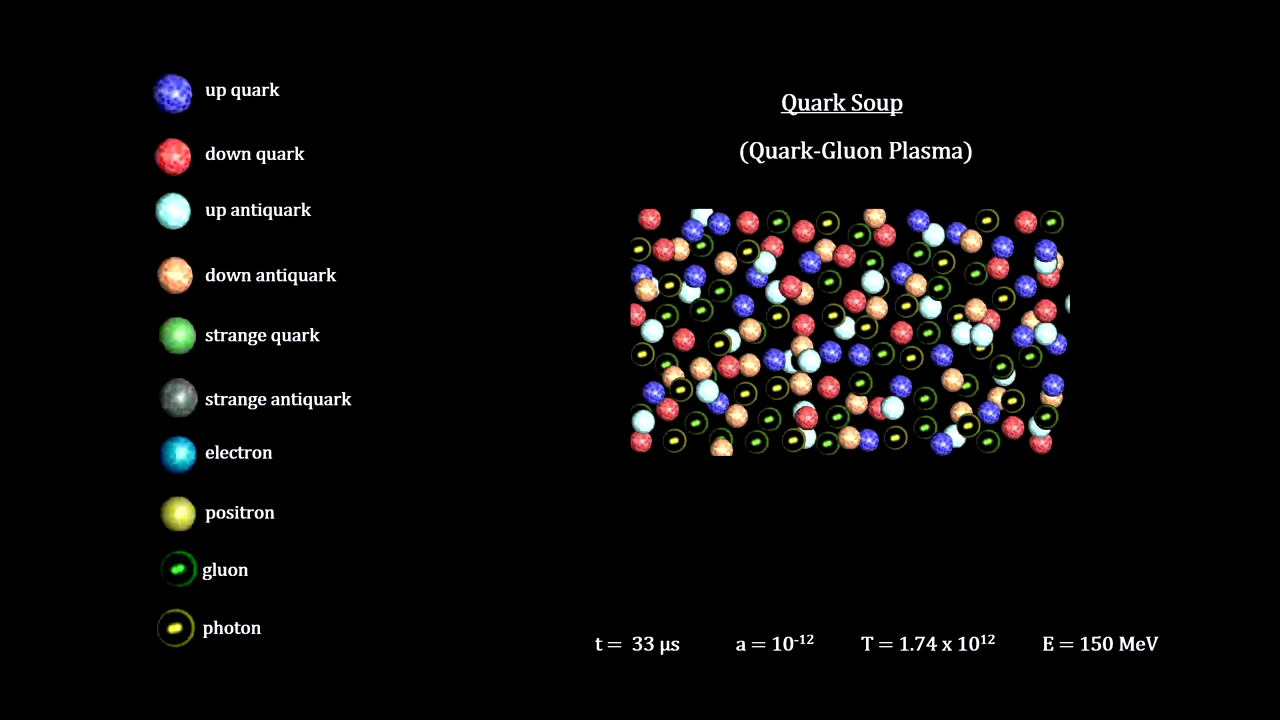 up quark
down quark
up antiquark
down antiquark
strange quark
strange antiquark
electron
positron
gluon
photon
Quark Soup
(Quark-Gluon Plasma)
t = 33 μs a = 10⁻¹² T = 1.74 x 10¹² E = 150 MeV